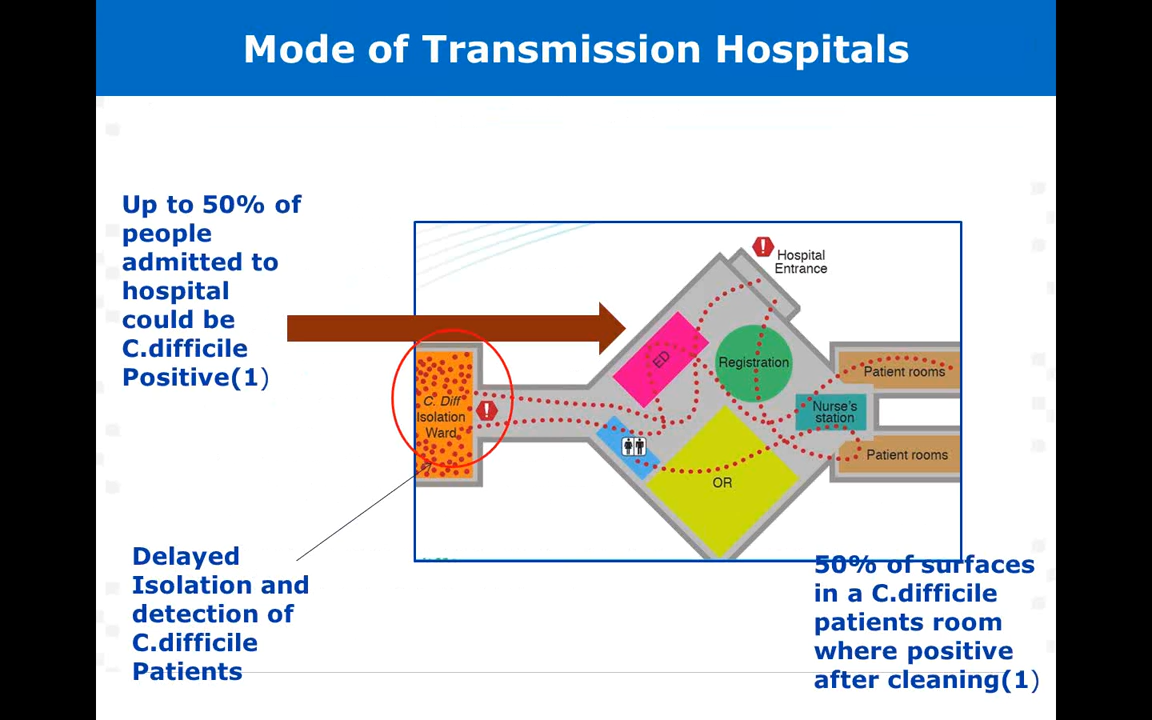 Mode of Transmission Hospitals
Up to 50% of
people
admitted to
hospital
could be
C.difficile
Positive(1)
Hospital
Entrance
ED
Registration
Patient rooms
C. Diff
Isolation
Ward
Nurse's
station
Patient rooms
OR
Delayed
Isolation and
detection of
C.difficile
Patients
50% of surfaces
in a C.difficile
patients room
where positive
after cleaning(1)